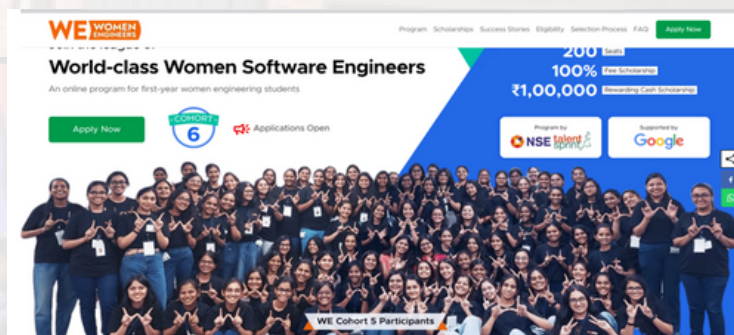 WE WOMEN ENGINEERS
Program Scholarships Success Stories Eligibility Selection Process FAQ Apply Now
World-class Women Software Engineers
An online program for first-year women engineering students
Apply Now
COHORT
6
Applications Open
200 Seats
100% Fee Scholarship
₹1,00,000 Rewarding Cash Scholarship
Program by
NSE talent sprint
Supported by
Google
WE Cohort 5 Participants